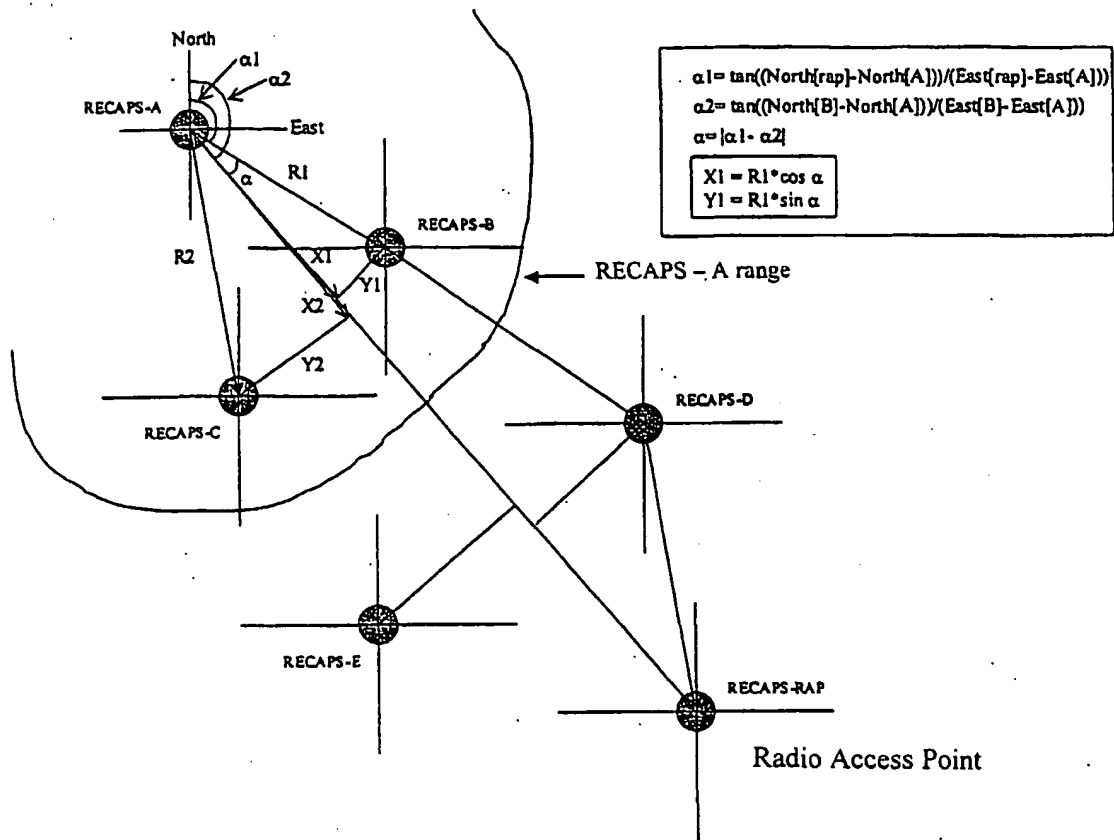 North
α1
α2
RECAPS-A
East
α
R1
R2
RECAPS-B
X1
Y1
X2
Y2
RECAPS-C
α1= tan((North[rap]-North[A]))/(East[rap]-East[A]))
α2= tan((North[B]-North[A]))/(East[B]-East[A]))
α=|α1- α2|
X1 = R1*cos α
Y1 = R1*sin α
RECAPS – A range
RECAPS-D
RECAPS-E
RECAPS-RAP
Radio Access Point